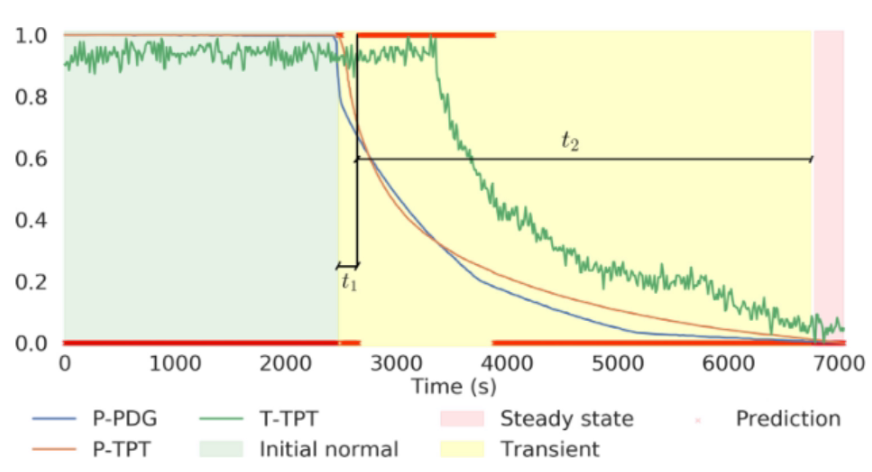 1.0
0.8
0.6
0.4
0.2
0.0
t2
t1
0 1000 2000 3000 4000 5000 6000 7000
Time (s)
P-PDG T-TPT Steady state Prediction
P-TPT Initial normal Transient